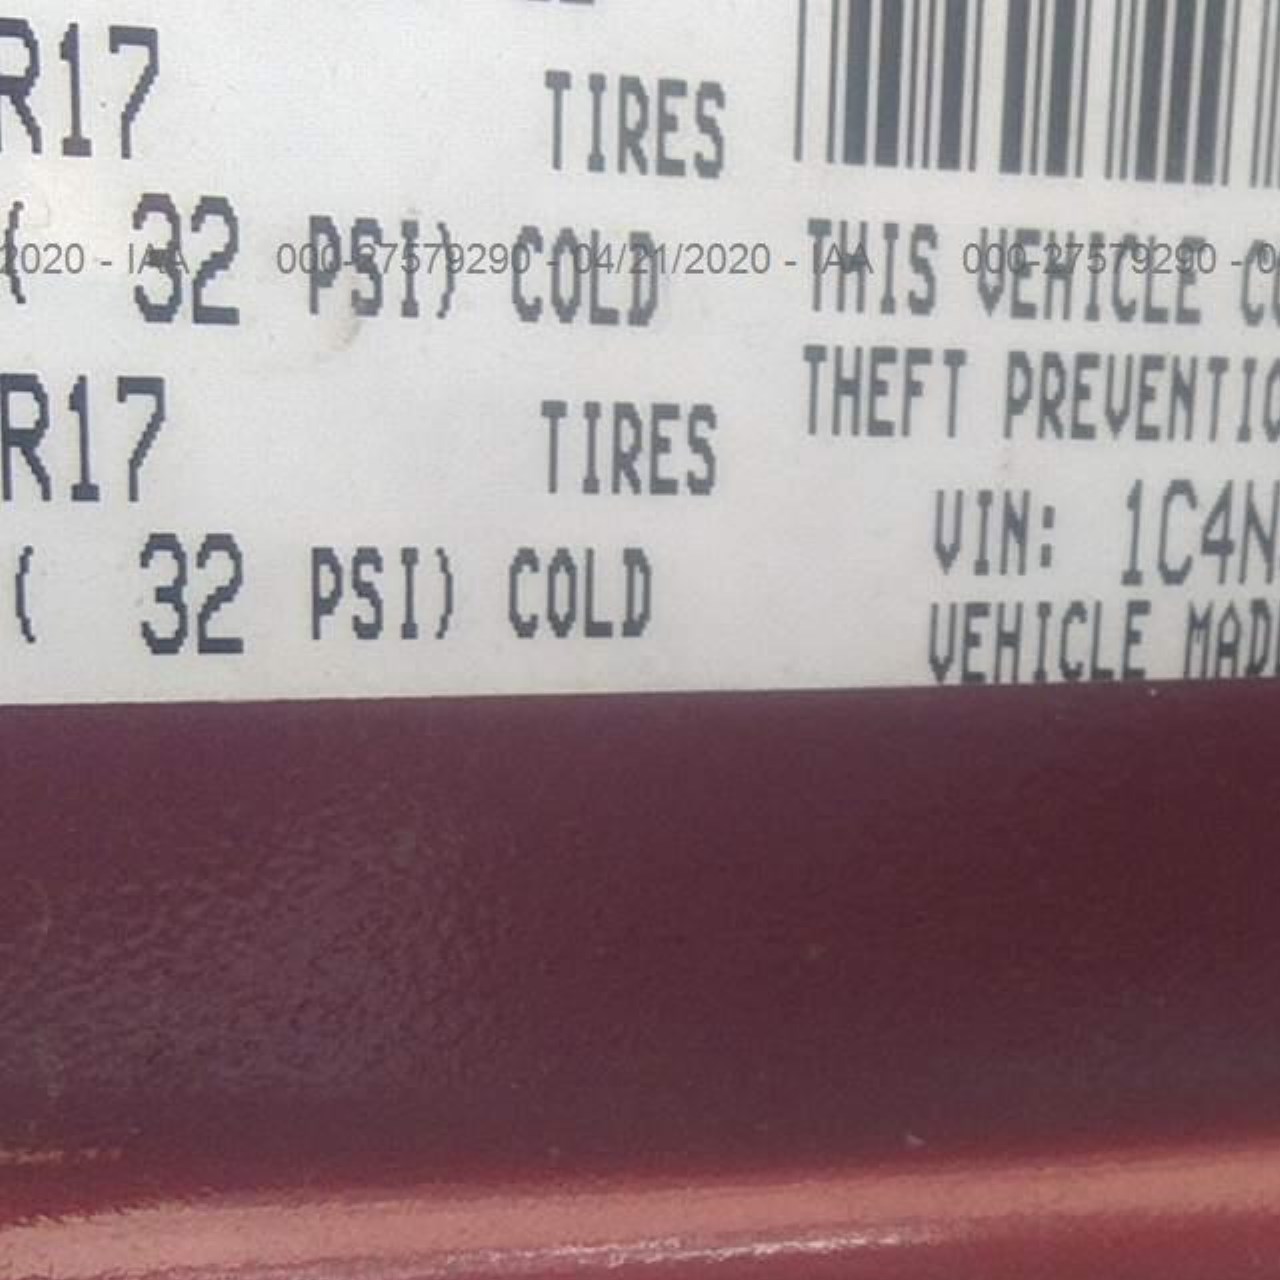 R17
TIRES
( 32 PSI) COLD
THIS VEHICLE
2020 - IAA 000-27579290 - 04/21/2020 - IAA 000-27579290 -
R17
TIRES
THEFT
( 32 PSI) COLD
VIN: 1C4N
VEHICLE